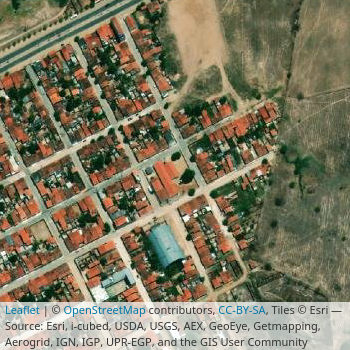 Leaflet | © OpenStreetMap contributors, CC-BY-SA, Tiles © Esri —
Source: Esri, i-cubed, USDA, USGS, AEX, GeoEye, Getmapping,
Aerogrid, IGN, IGP, UPR-EGP, and the GIS User Community